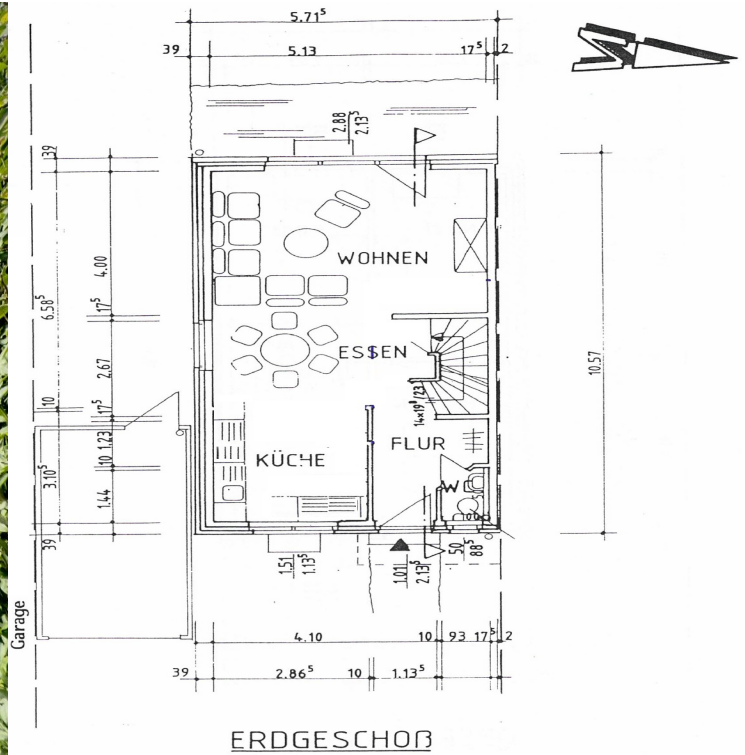 5.71⁵
39 5.13 17⁵ 2
2.88
2.13⁵
39
4.00
6.58⁵
17⁵
2.67
10
17⁵
1.23
10
3.10⁵
1.44
39
10.57
WOHNEN
ESSEN
14x19⁸/23
FLUR
KÜCHE
W
1.51
1.13⁵
1.01
2.13⁵
50
88⁵
Garage
4.10 10 93 17⁵ 2
39 2.86⁵ 10 1.13⁵
ERDGESCHOß